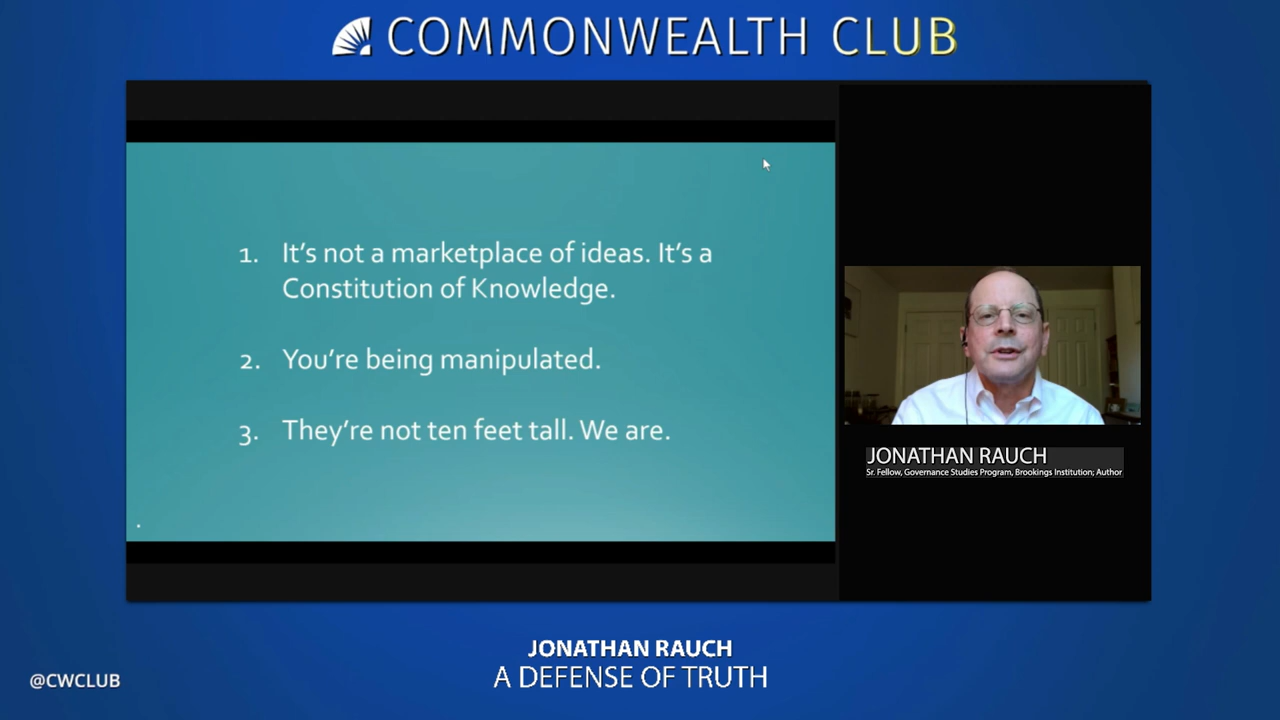 COMMONWEALTH CLUB
1. It's not a marketplace of ideas. It's a
Constitution of Knowledge.
2. You're being manipulated.
3. They're not ten feet tall. We are.
.
JONATHAN RAUCH
Sr. Fellow, Governance Studies Program, Brookings Institution; Author
JONATHAN RAUCH
A DEFENSE OF TRUTH
@CWCLUB